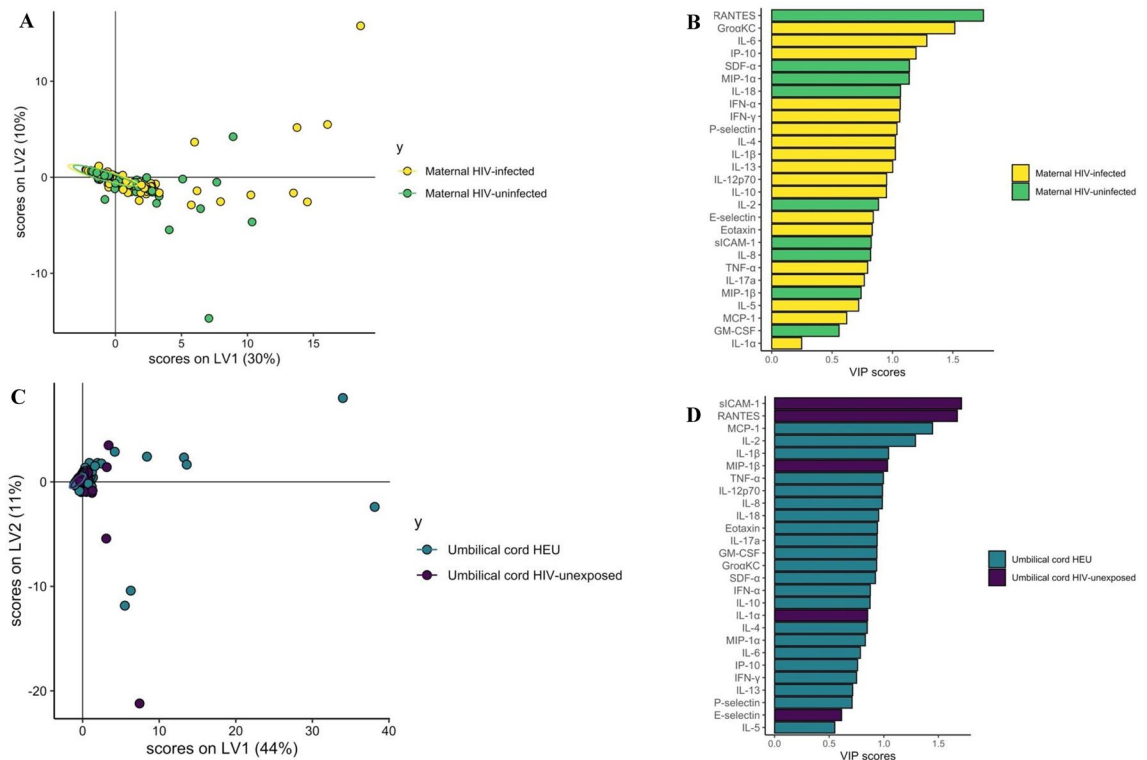 A
scores on LV2 (10%)
10
0
-10
0
5
10
15
scores on LV1 (30%)
y
Maternal HIV-infected
Maternal HIV-uninfected
B
RANTES
GroαKC
IL-6
IP-10
SDF-α
MIP-1α
IL-18
IFN-α
IFN-γ
P-selectin
IL-4
IL-1β
IL-13
IL-12p70
IL-10
IL-2
E-selectin
Eotaxin
sICAM-1
IL-8
TNF-α
IL-17a
MIP-1β
IL-5
MCP-1
GM-CSF
IL-1α
0.0
0.5
1.0
1.5
VIP scores
Maternal HIV-infected
Maternal HIV-uninfected
C
scores on LV2 (11%)
0
-10
-20
0
10
20
30
40
scores on LV1 (44%)
y
Umbilical cord HEU
Umbilical cord HIV-unexposed
D
sICAM-1
RANTES
MCP-1
IL-2
IL-1β
MIP-1β
TNF-α
IL-12p70
IL-8
IL-18
Eotaxin
IL-17a
GM-CSF
GroαKC
SDF-α
IFN-α
IL-10
IL-1α
IL-4
MIP-1α
IL-6
IP-10
IFN-γ
IL-13
P-selectin
E-selectin
IL-5
0.0
0.5
1.0
1.5
VIP scores
Umbilical cord HEU
Umbilical cord HIV-unexposed